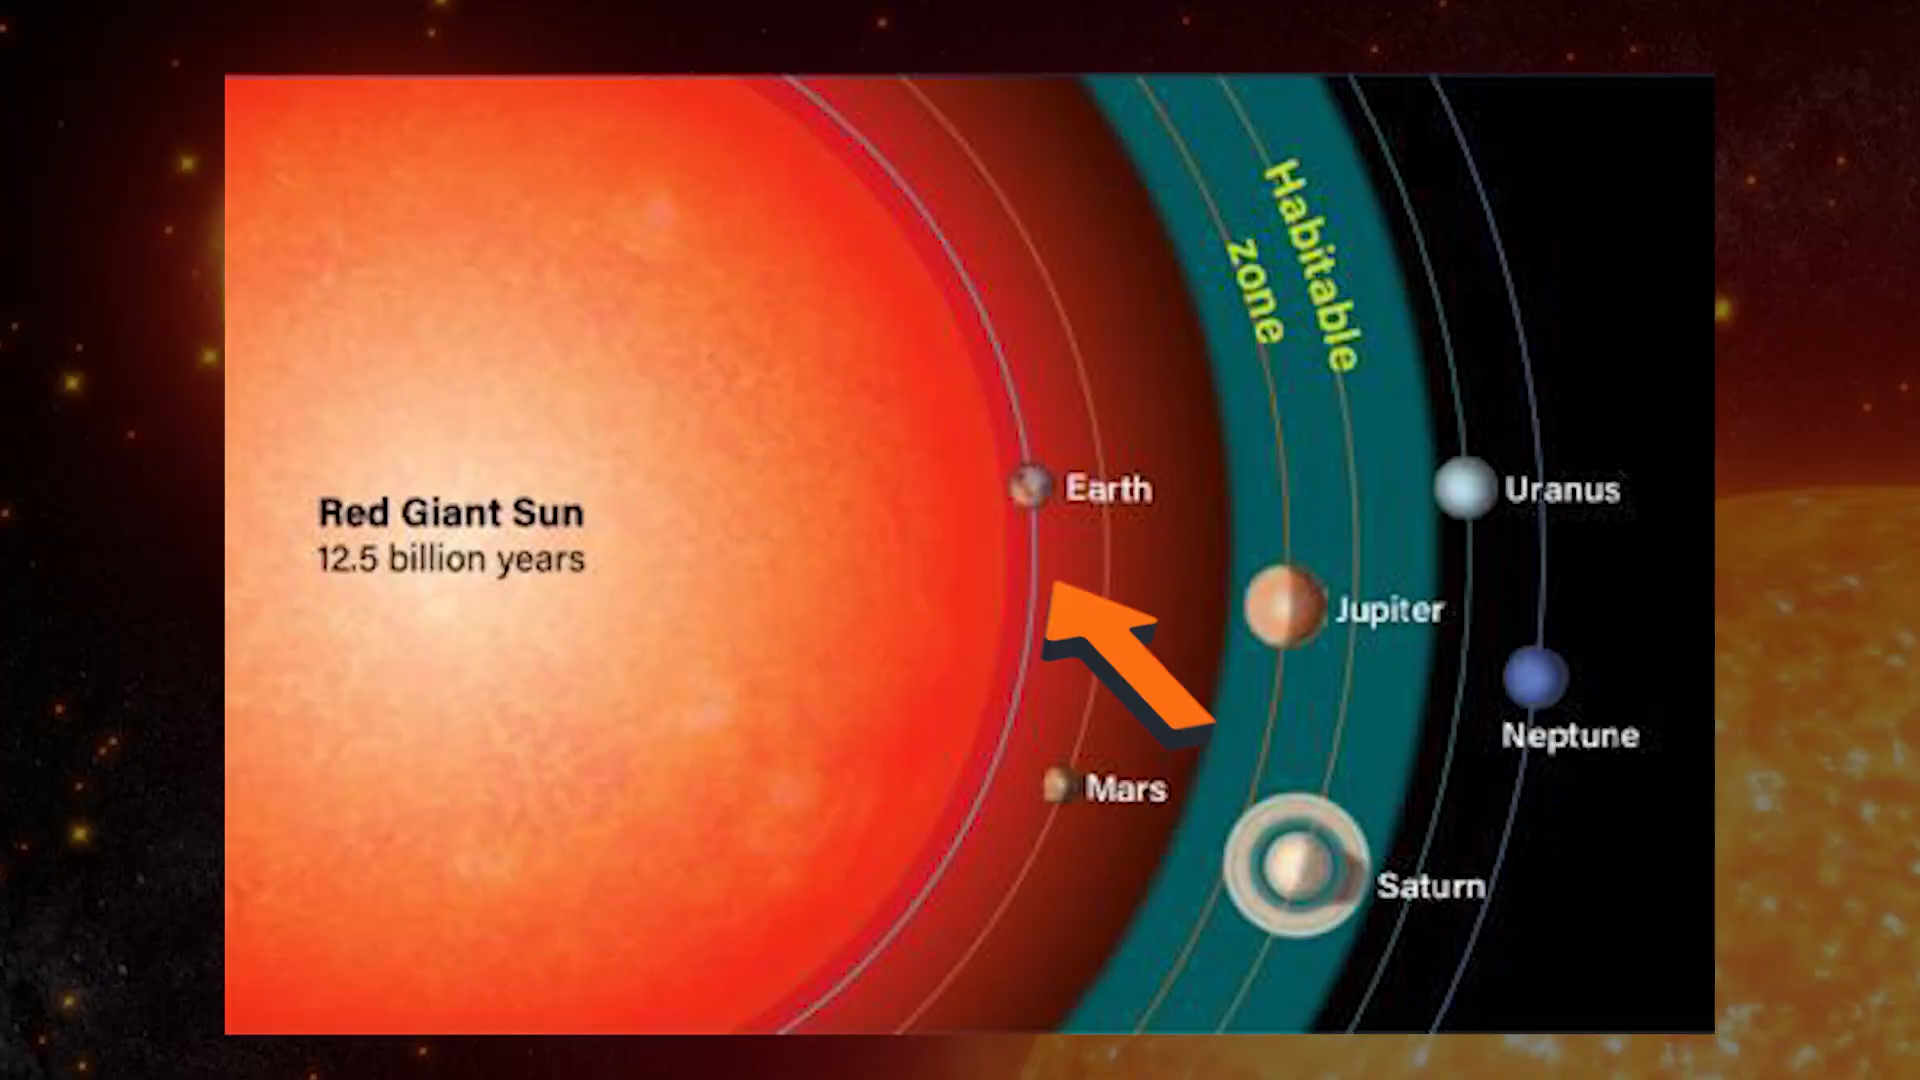 Habitable
zone
Red Giant Sun
12.5 billion years
Earth
Uranus
Jupiter
Neptune
Mars
Saturn